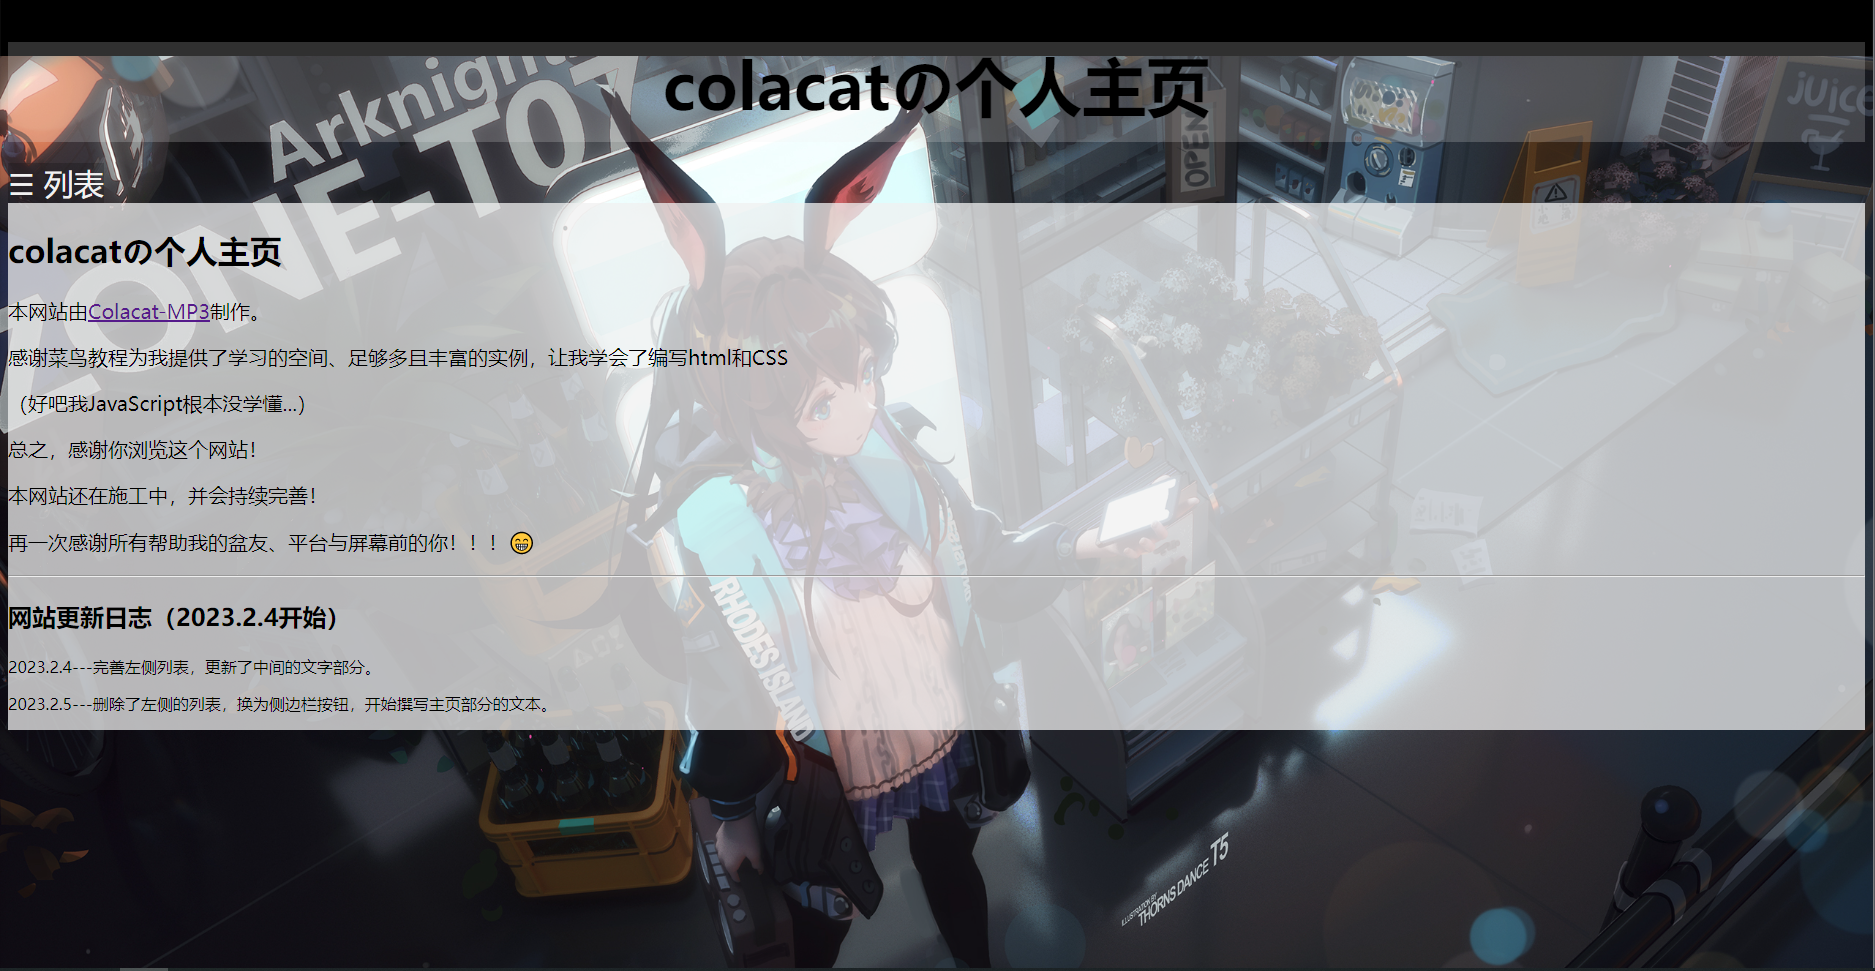 colacatの个人主页
Arknights
ZONE-T07
OPEN
juice
☰ 列表
ZONE
colacatの个人主页
本网站由Colacat-MP3制作。
感谢菜鸟教程为我提供了学习的空间、足够多且丰富的实例，让我学会了编写html和CSS
（好吧我JavaScript根本没学懂...）
总之，感谢你浏览这个网站！
本网站还在施工中，并会持续完善！
再一次感谢所有帮助我的盆友、平台与屏幕前的你！！！😁
网站更新日志（2023.2.4开始）
2023.2.4---完善左侧列表，更新了中间的文字部分。
2023.2.5---删除了左侧的列表，换为侧边栏按钮，开始撰写主页部分的文本。
RHODES ISLAND
ILLUSTRATION BY
THORNS DANCE T5